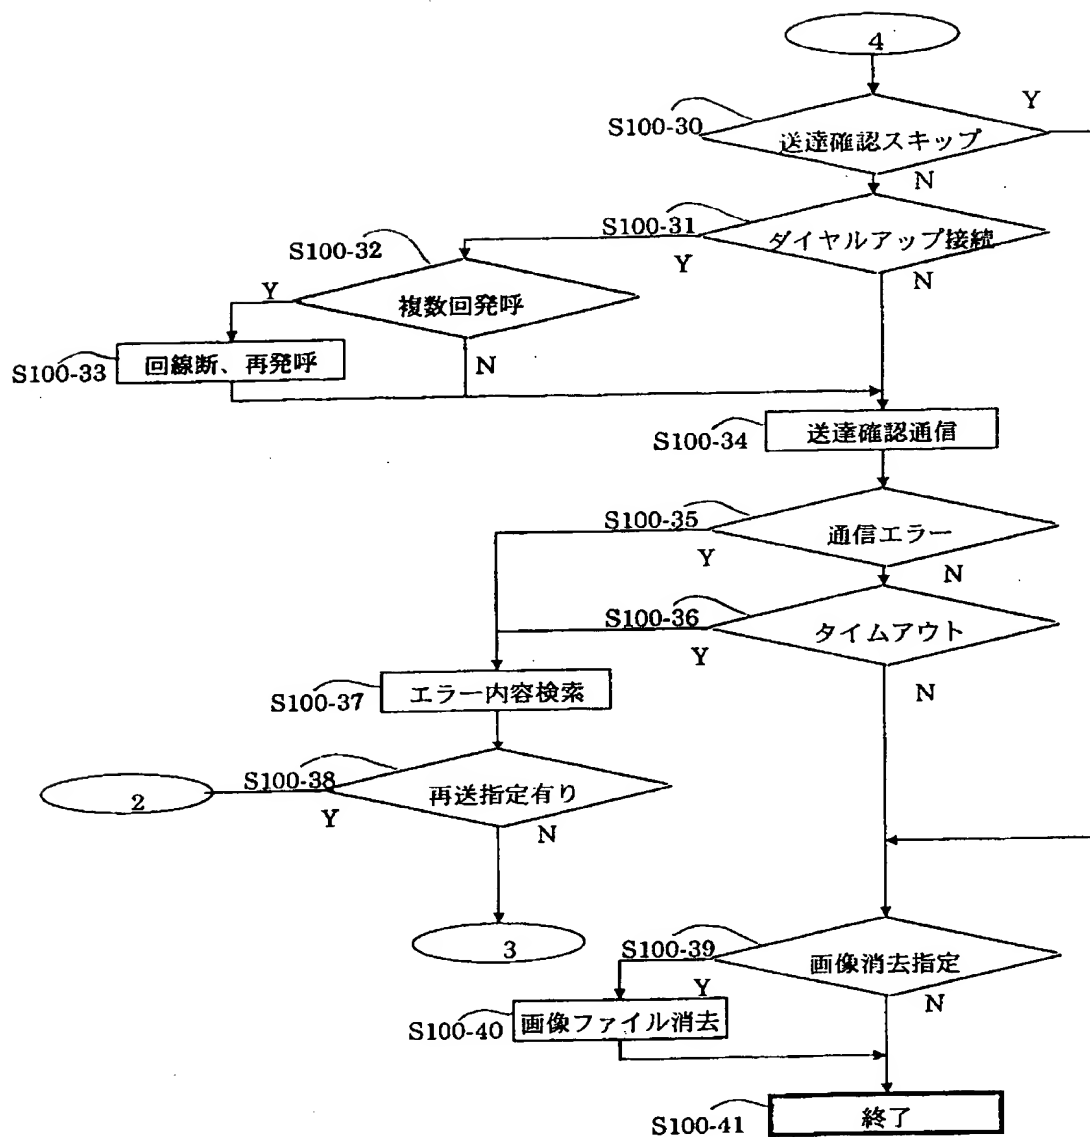 4
Y
S100-30
送達確認スキップ
N
S100-31
ダイヤルアップ接続
S100-32
Y
N
Y
複数回発呼
S100-33
回線断、再発呼
N
S100-34
送達確認通信
S100-35
通信エラー
Y
N
S100-36
タイムアウト
Y
N
S100-37
エラー内容検索
S100-38
2
再送指定有り
Y
N
3
S100-39
画像消去指定
Y
N
S100-40
画像ファイル消去
S100-41
終了